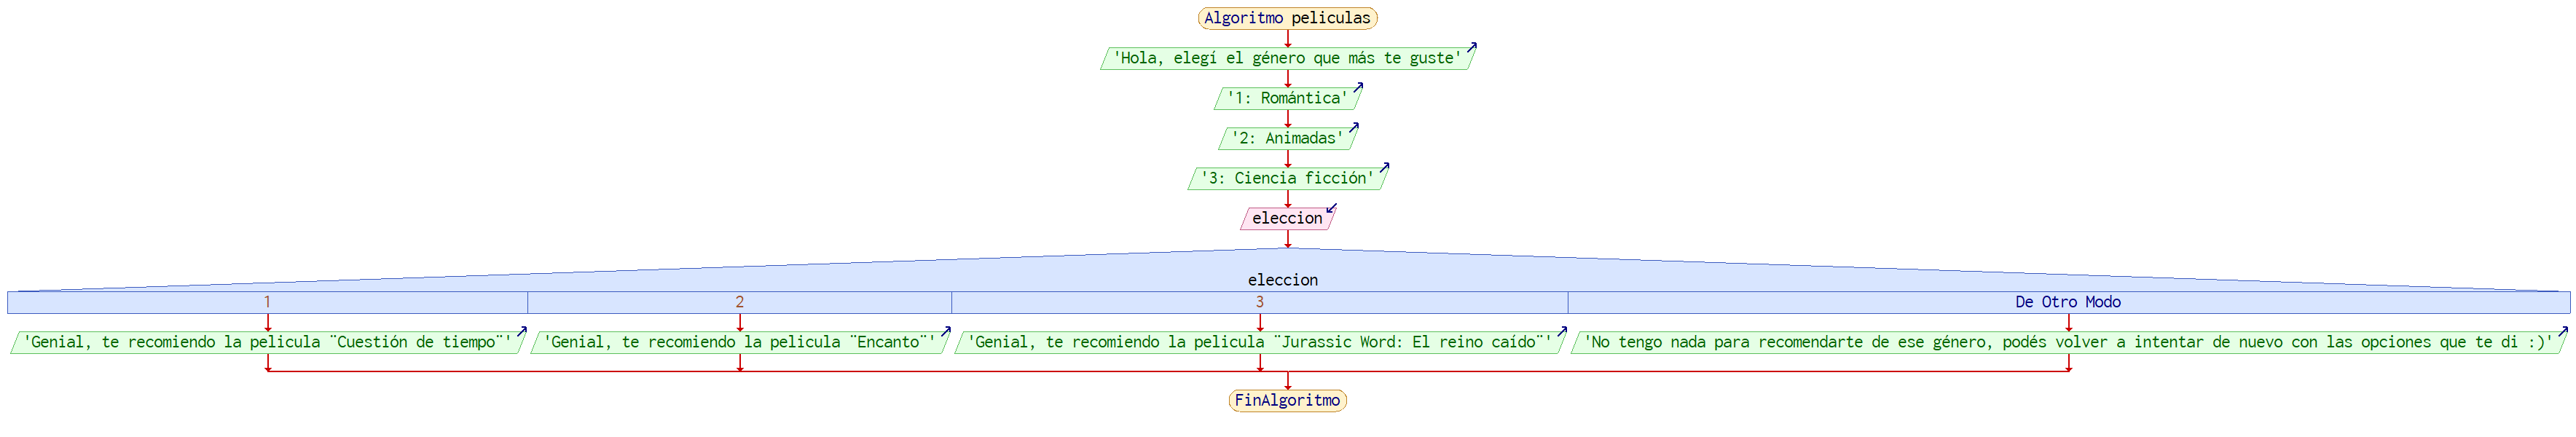 Algoritmo peliculas
'Hola, elegí el género que más te guste'
'1: Romántica'
'2: Animadas'
'3: Ciencia ficción'
eleccion
eleccion
1 2 3 De Otro Modo
'Genial, te recomiendo la pelicula ¨Cuestión de tiempo¨' 'Genial, te recomiendo la pelicula ¨Encanto¨' 'Genial, te recomiendo la pelicula ¨Jurassic Word: El reino caído¨' 'No tengo nada para recomendarte de ese género, podés volver a intentar de nuevo con las opciones que te di :)'
FinAlgoritmo